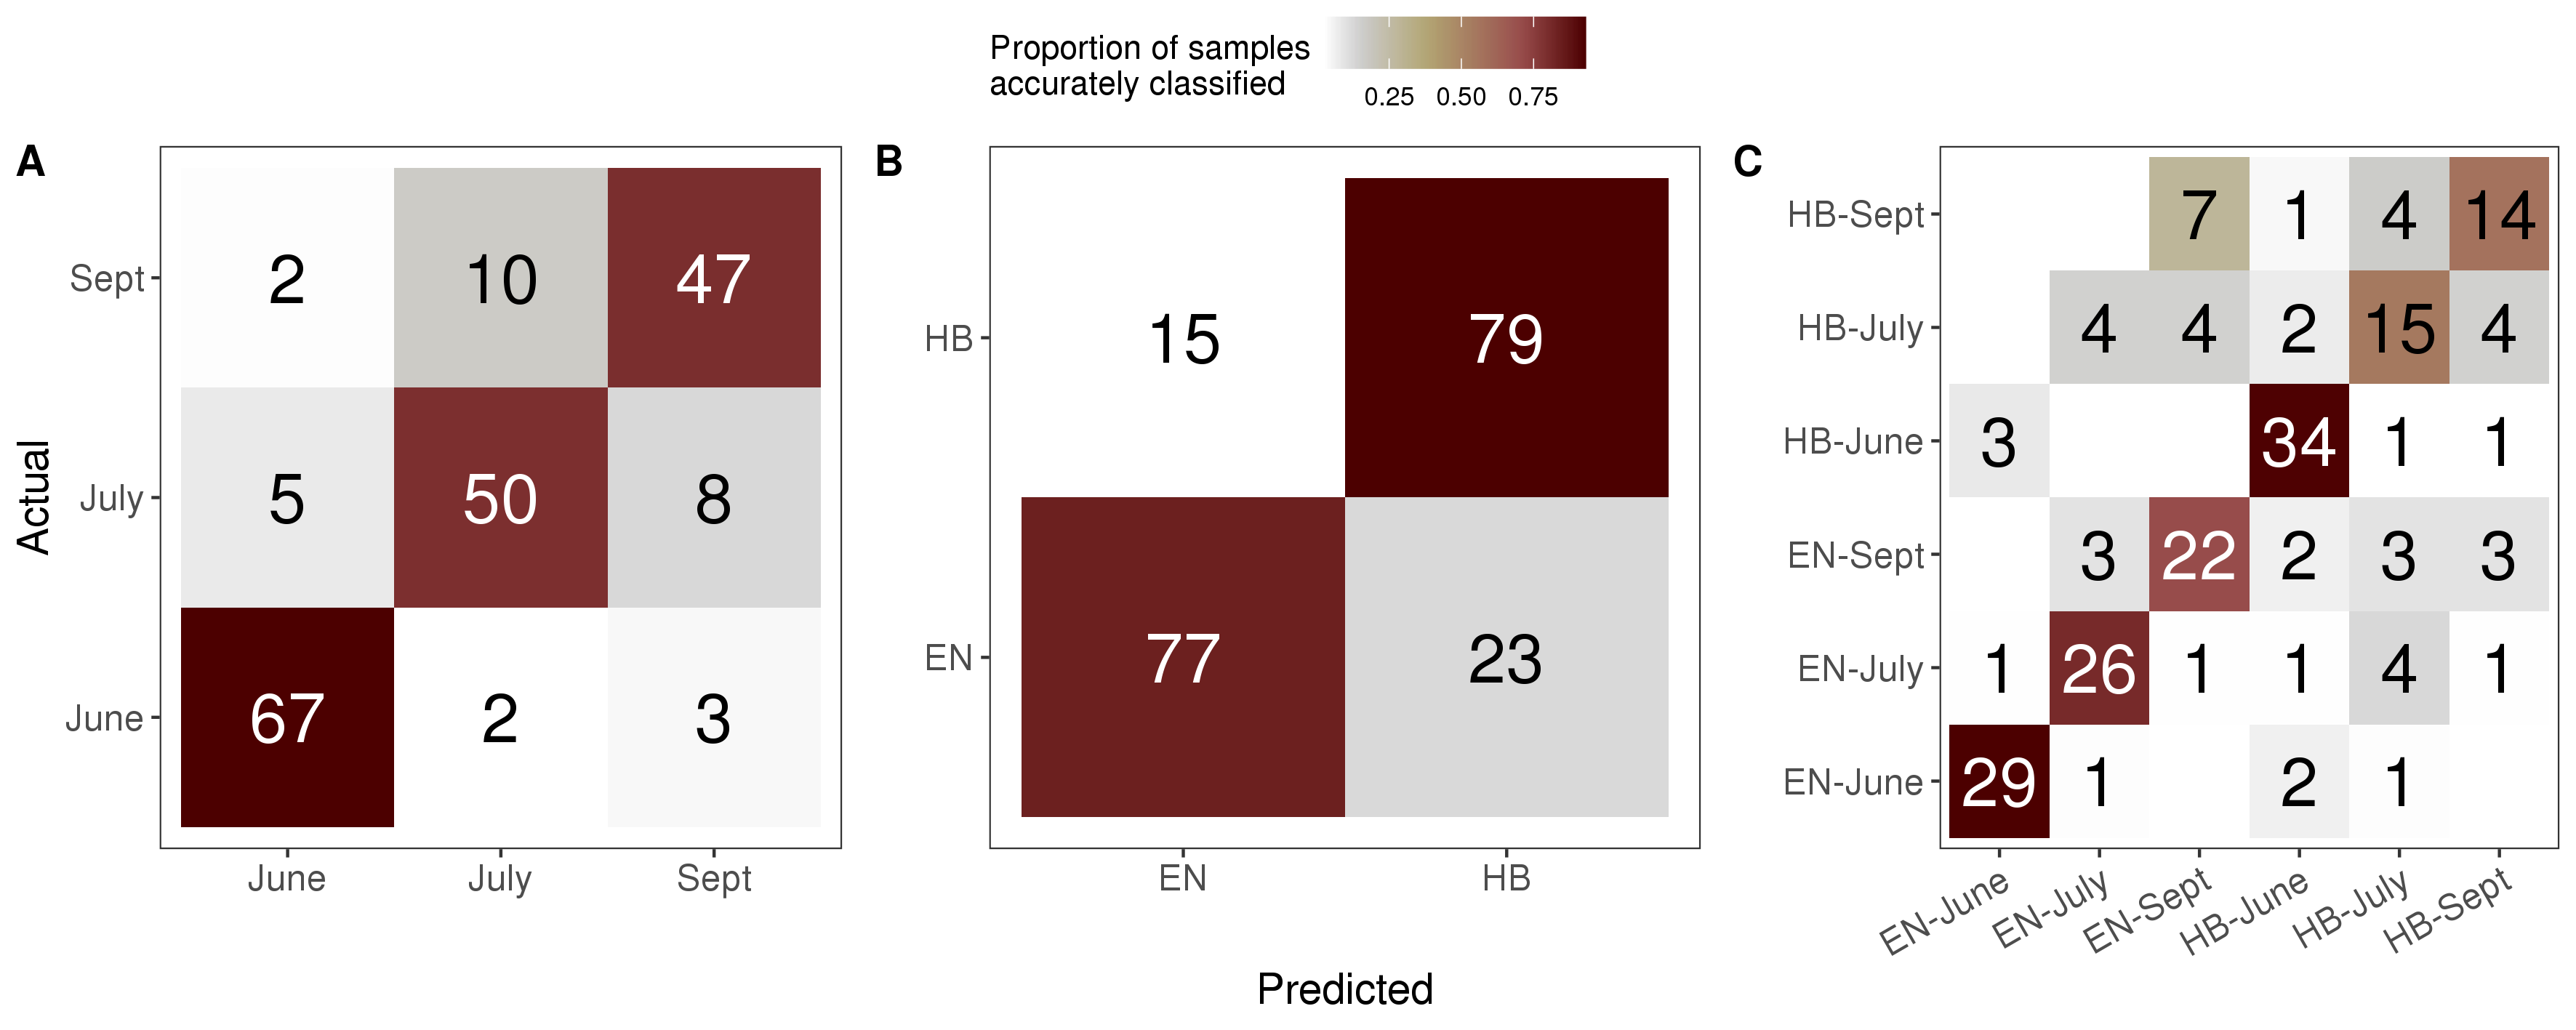 Proportion of samples
accurately classified
0.25 0.50 0.75
A
Actual
Sept 2 10 47
July 5 50 8
June 67 2 3
June July Sept
B
HB 15 79
EN 77 23
EN HB
Predicted
C
HB-Sept 7 1 4 14
HB-July 4 4 2 15 4
HB-June 3 34 1 1
EN-Sept 3 22 2 3 3
EN-July 1 26 1 1 4 1
EN-June 29 1 2 1
EN-June EN-July EN-Sept HB-June HB-July HB-Sept